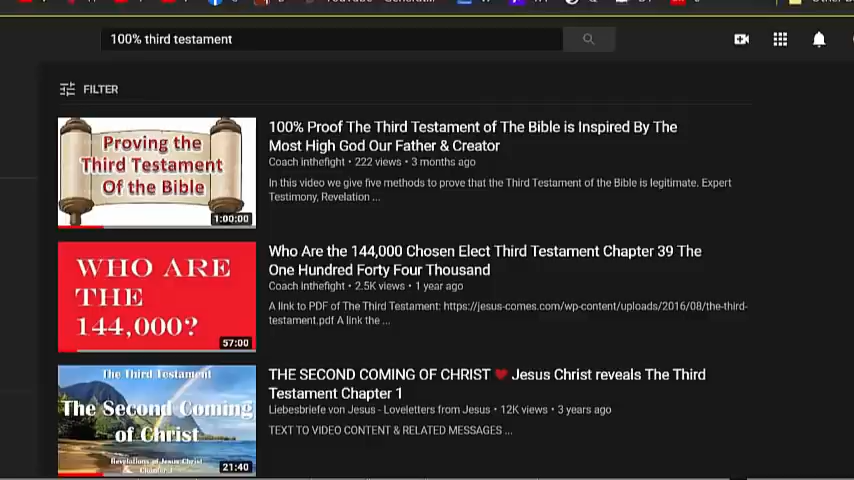 100% third testament
FILTER
Proving the
Third Testament
Of the Bible
1:00:00
100% Proof The Third Testament of The Bible is Inspired By The
Most High God Our Father & Creator
Coach inthefight • 222 views • 3 months ago
In this video we give five methods to prove that the Third Testament of the Bible is legitimate. Expert
Testimony, Revelation ...
WHO ARE
THE
144,000?
57:00
Who Are the 144,000 Chosen Elect Third Testament Chapter 39 The
One Hundred Forty Four Thousand
Coach inthefight • 2.5K views • 1 year ago
A link to PDF of The Third Testament: https://jesus-comes.com/wp-content/uploads/2016/08/the-third-
testament.pdf A link the ...
The Third Testament
The Second Coming
of Christ
Revelations of Jesus Christ
Chapter 1
21:40
THE SECOND COMING OF CHRIST ❤ Jesus Christ reveals The Third
Testament Chapter 1
Liebesbriefe von Jesus - Loveletters from Jesus • 12K views • 3 years ago
TEXT TO VIDEO CONTENT & RELATED MESSAGES ...